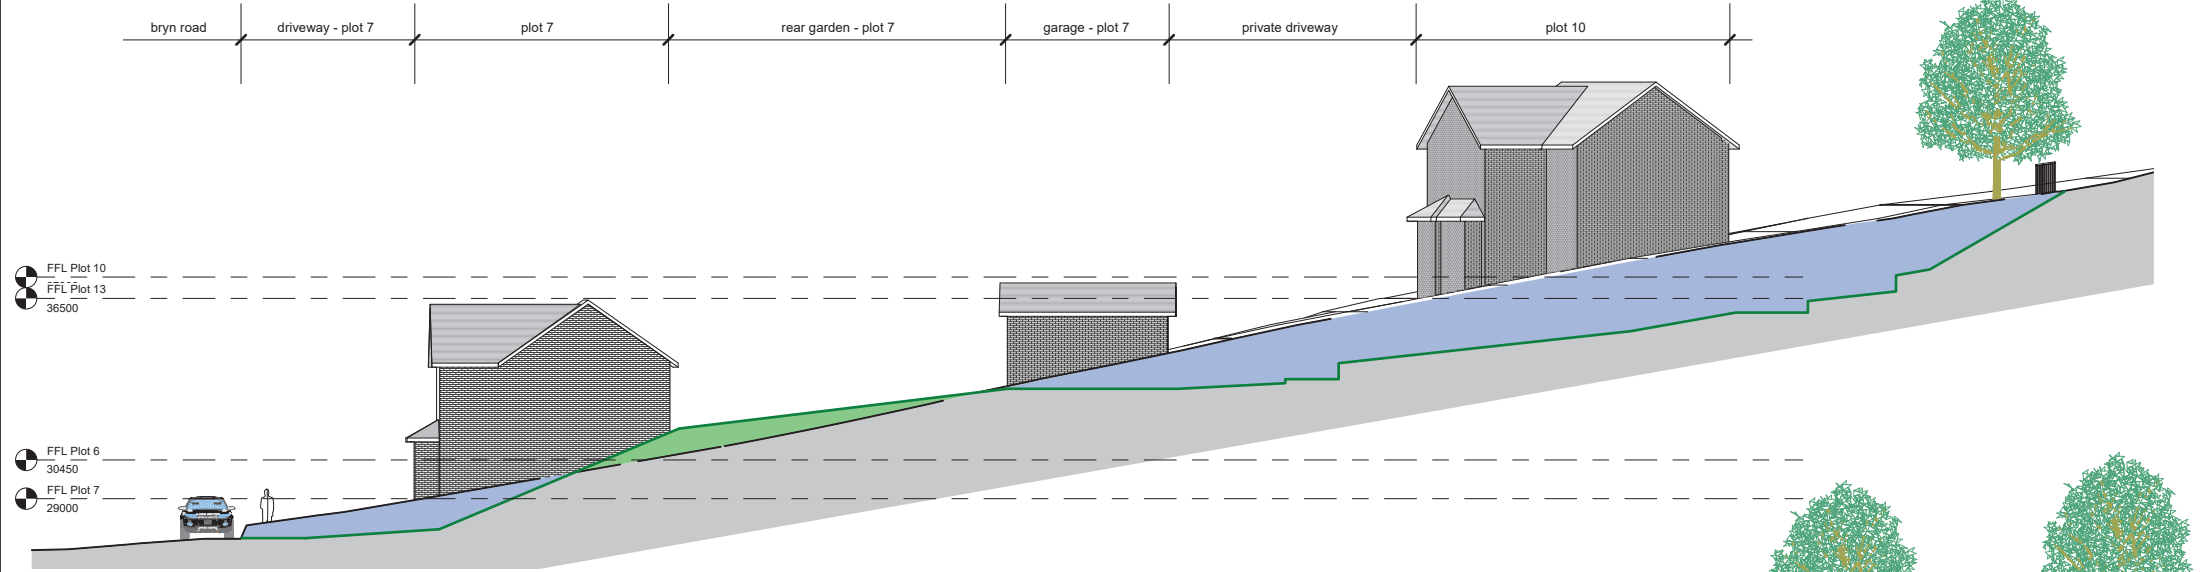 bryn road
driveway - plot 7
plot 7
rear garden - plot 7
garage - plot 7
private driveway
plot 10
FFL Plot 10
FFL Plot 13
36500
FFL Plot 6
30450
FFL Plot 7
29000